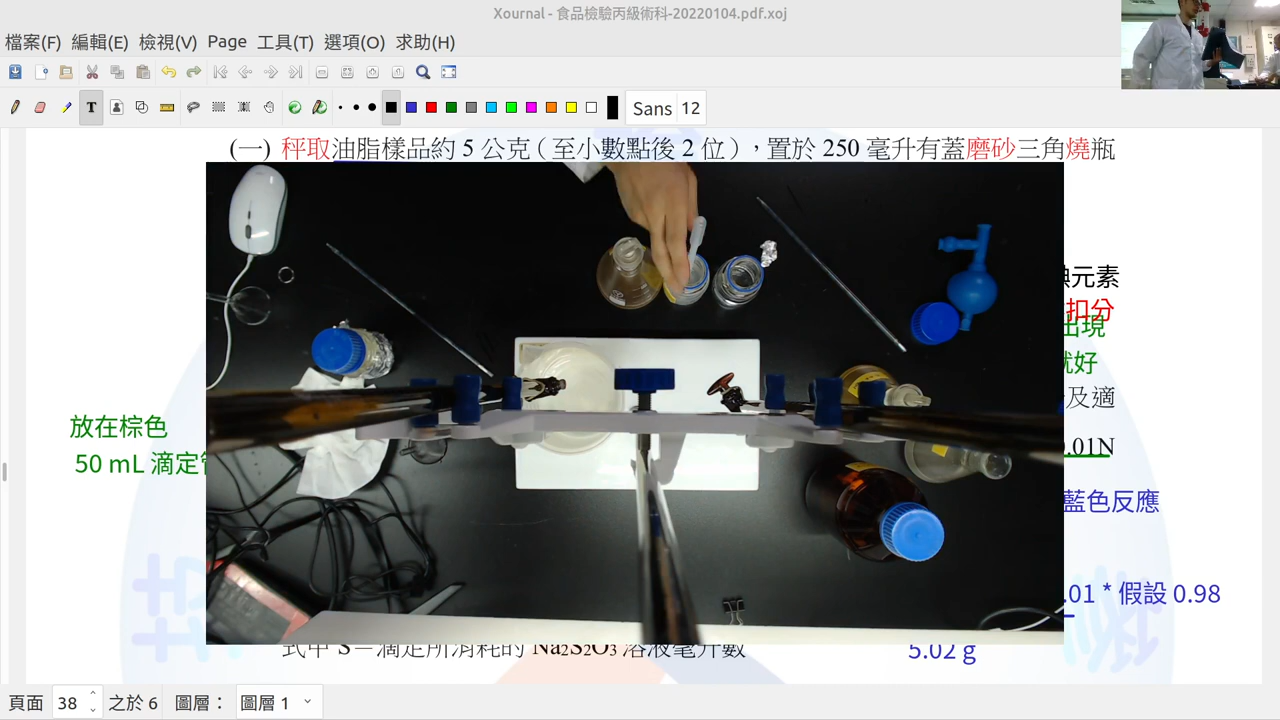 Xournal - 食品檢驗丙級術科-20220104.pdf.xoj
檔案(F) 編輯(E) 檢視(V) Page 工具(T) 選項(O) 求助(H)
Sans 12
(一) 秤取油脂樣品約 5 公克（至小數點後 2 位），置於 250 毫升有蓋磨砂三角燒瓶
元素
扣分
出現
就好
及適
放在棕色
0.01N
50 mL 滴定管
藍色反應
.01 * 假設 0.98
式中 S＝滴定所消耗的 Na₂S₂O₃ 溶液毫升數
5.02 g
頁面 38 之於 6 圖層： 圖層 1